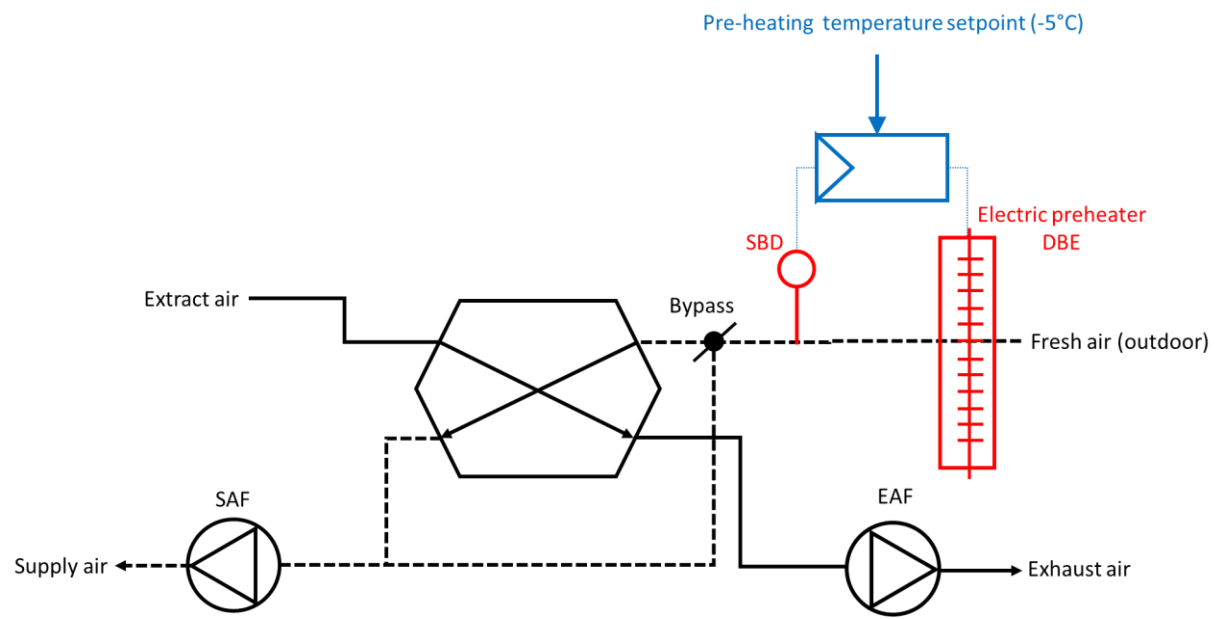 Pre-heating temperature setpoint (-5°C)
Electric preheater
DBE
SBD
Extract air
Bypass
Fresh air (outdoor)
SAF
EAF
Supply air
Exhaust air